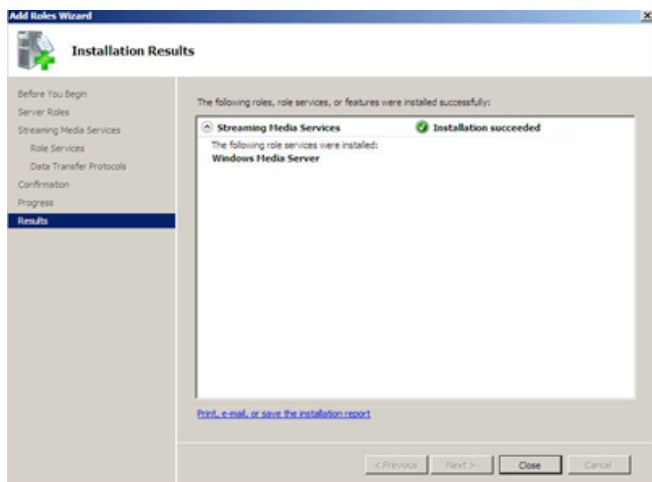 Add Roles Wizard
Installation Results
Before You Begin
Server Roles
Streaming Media Services
Role Services
Data Transfer Protocols
Confirmation
Progress
Results
The following roles, role services, or features were installed successfully:
Streaming Media Services Installation succeeded
The following role services were installed:
Windows Media Server
Print, e-mail, or save the installation report
< Previous Next > Close Cancel